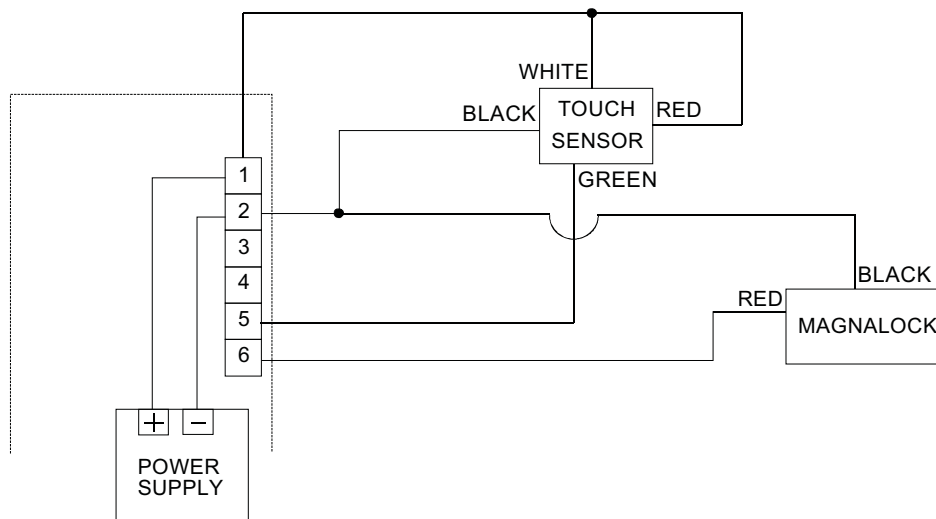 WHITE
BLACK
TOUCH
SENSOR
RED
GREEN
1
2
3
4
5
6
BLACK
RED
MAGNALOCK
+
-
POWER
SUPPLY